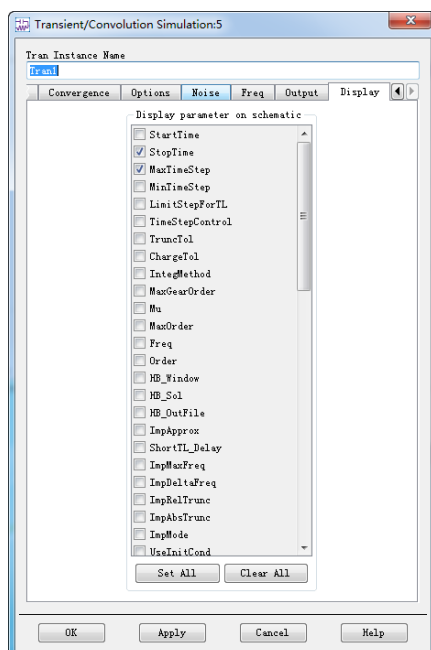 Transient/Convolution Simulation:5
Tran Instance Name
Tran1
Convergence Options Noise Freq Output Display
Display parameter on schematic
StartTime
StopTime
MaxTimeStep
MinTimeStep
LimitStepForTL
TimeStepControl
TruncTol
ChargeTol
IntegMethod
MaxGearOrder
Mu
MaxOrder
Freq
Order
HB_Window
HB_Sol
HB_OutFile
ImpApprox
ShortTL_Delay
ImpMaxFreq
ImpDeltaFreq
ImpRelTrunc
ImpAbsTrunc
ImpMode
UseInitCond
Set All Clear All
OK Apply Cancel Help